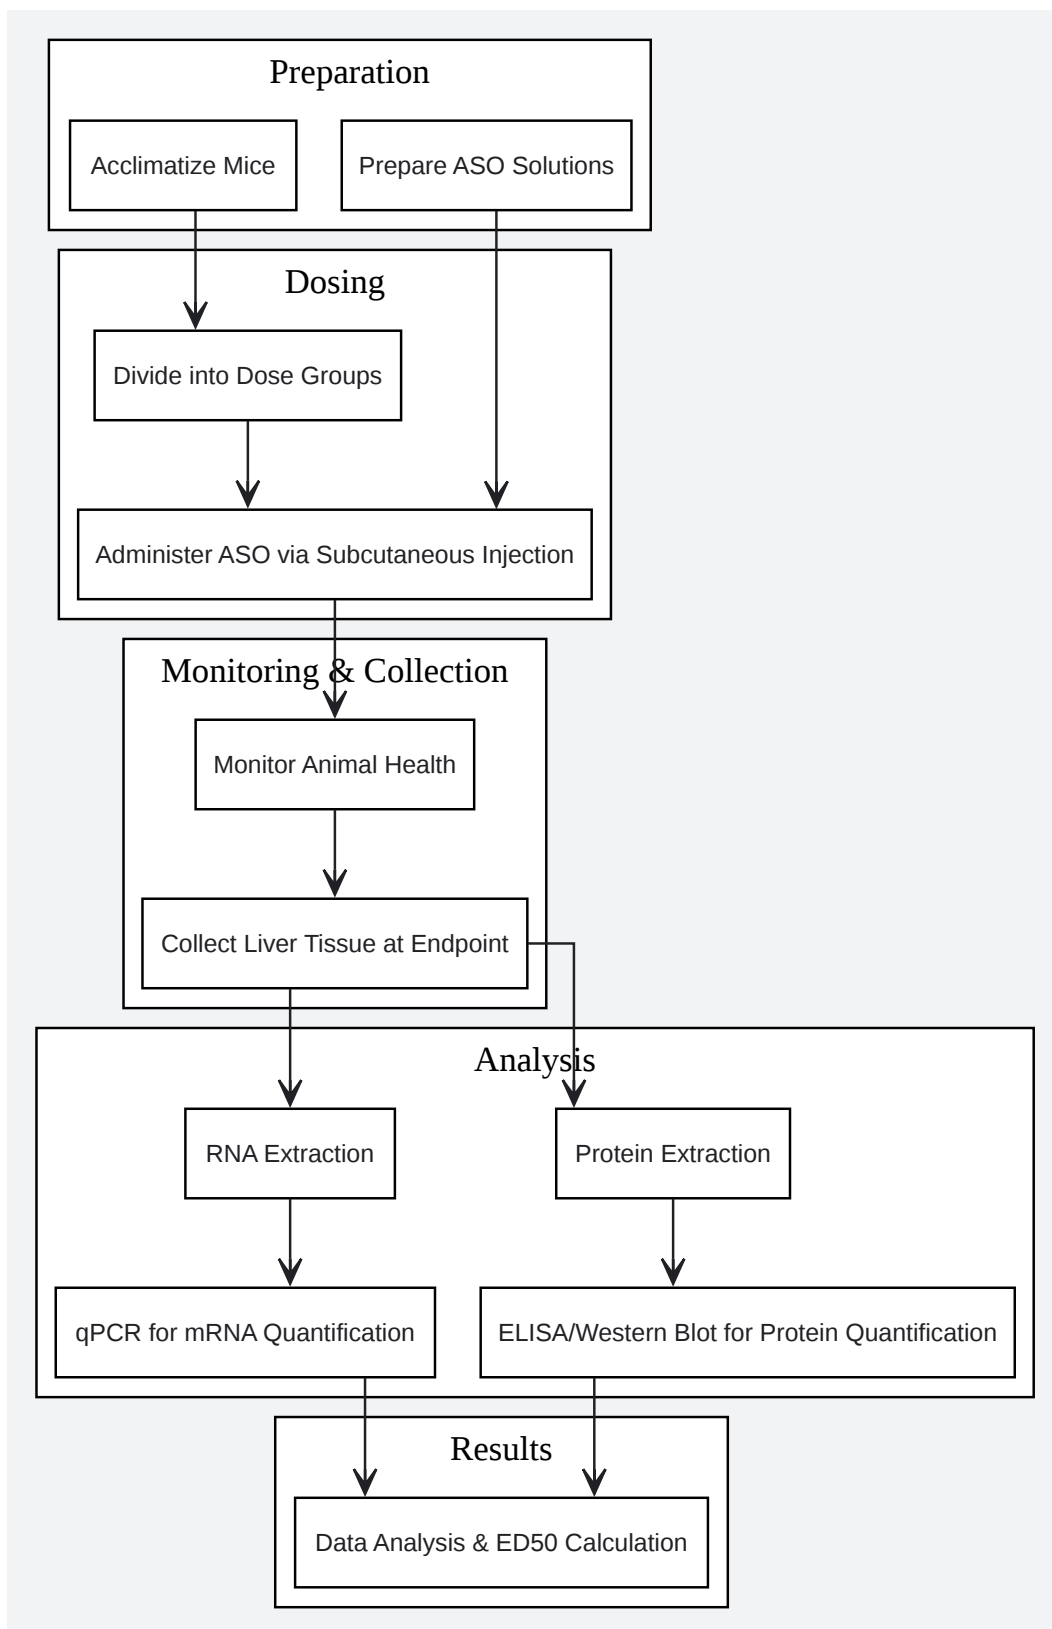 Preparation
Acclimatize Mice
Prepare ASO Solutions
Dosing
Divide into Dose Groups
Administer ASO via Subcutaneous Injection
Monitoring & Collection
Monitor Animal Health
Collect Liver Tissue at Endpoint
Analysis
RNA Extraction
Protein Extraction
qPCR for mRNA Quantification
ELISA/Western Blot for Protein Quantification
Results
Data Analysis & ED50 Calculation